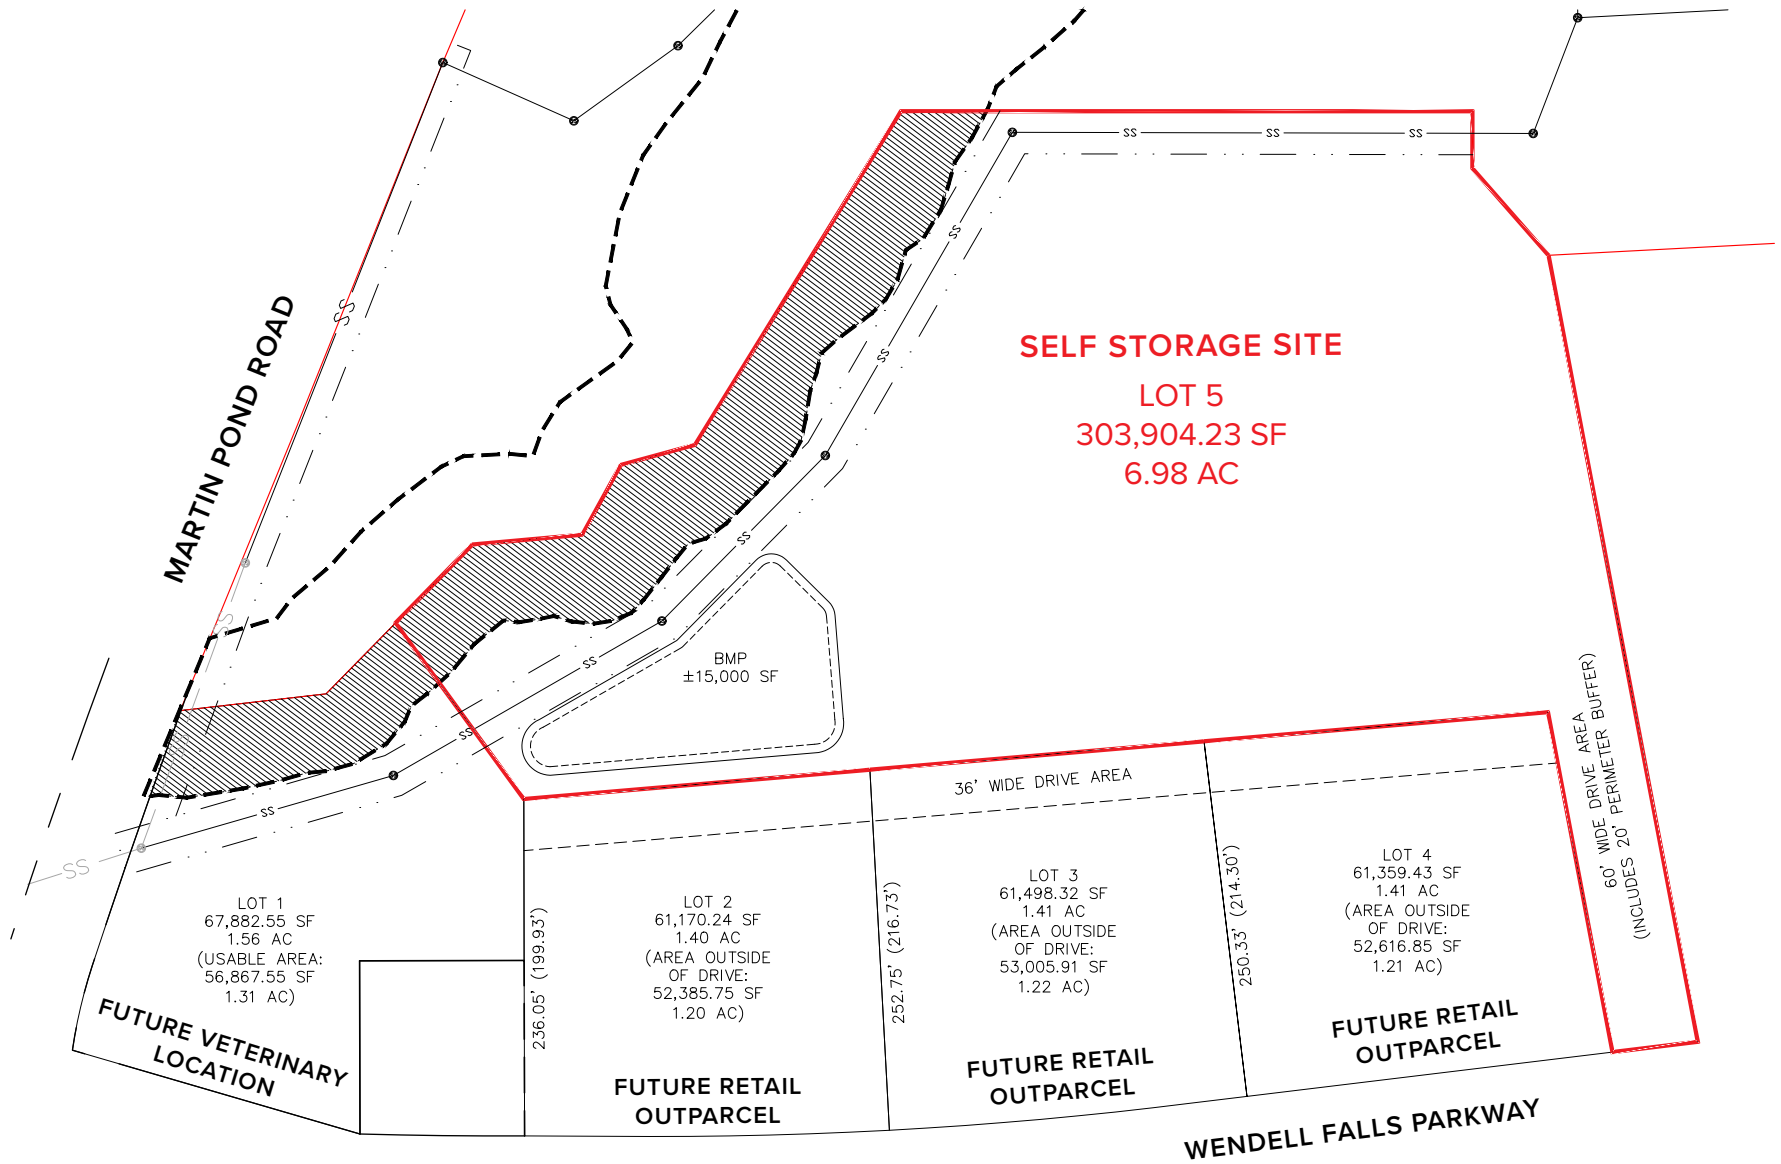 SS
SS
SS
SS
SS
SS
SS
SS
SS
SS
SS
SS
MARTIN POND ROAD
SELF STORAGE SITE
LOT 5
303,904.23 SF
6.98 AC
BMP
±15,000 SF
36' WIDE DRIVE AREA
60' WIDE DRIVE AREA
(INCLUDES 20' PERIMETER BUFFER)
LOT 1
67,882.55 SF
1.56 AC
(USABLE AREA:
56,867.55 SF
1.31 AC)
FUTURE VETERINARY
LOCATION
236.05' (199.93')
LOT 2
61,170.24 SF
1.40 AC
(AREA OUTSIDE
OF DRIVE:
52,385.75 SF
1.20 AC)
FUTURE RETAIL
OUTPARCEL
252.75' (216.73')
LOT 3
61,498.32 SF
1.41 AC
(AREA OUTSIDE
OF DRIVE:
53,005.91 SF
1.22 AC)
FUTURE RETAIL
OUTPARCEL
250.33' (214.30')
LOT 4
61,359.43 SF
1.41 AC
(AREA OUTSIDE
OF DRIVE:
52,616.85 SF
1.21 AC)
FUTURE RETAIL
OUTPARCEL
WENDELL FALLS PARKWAY